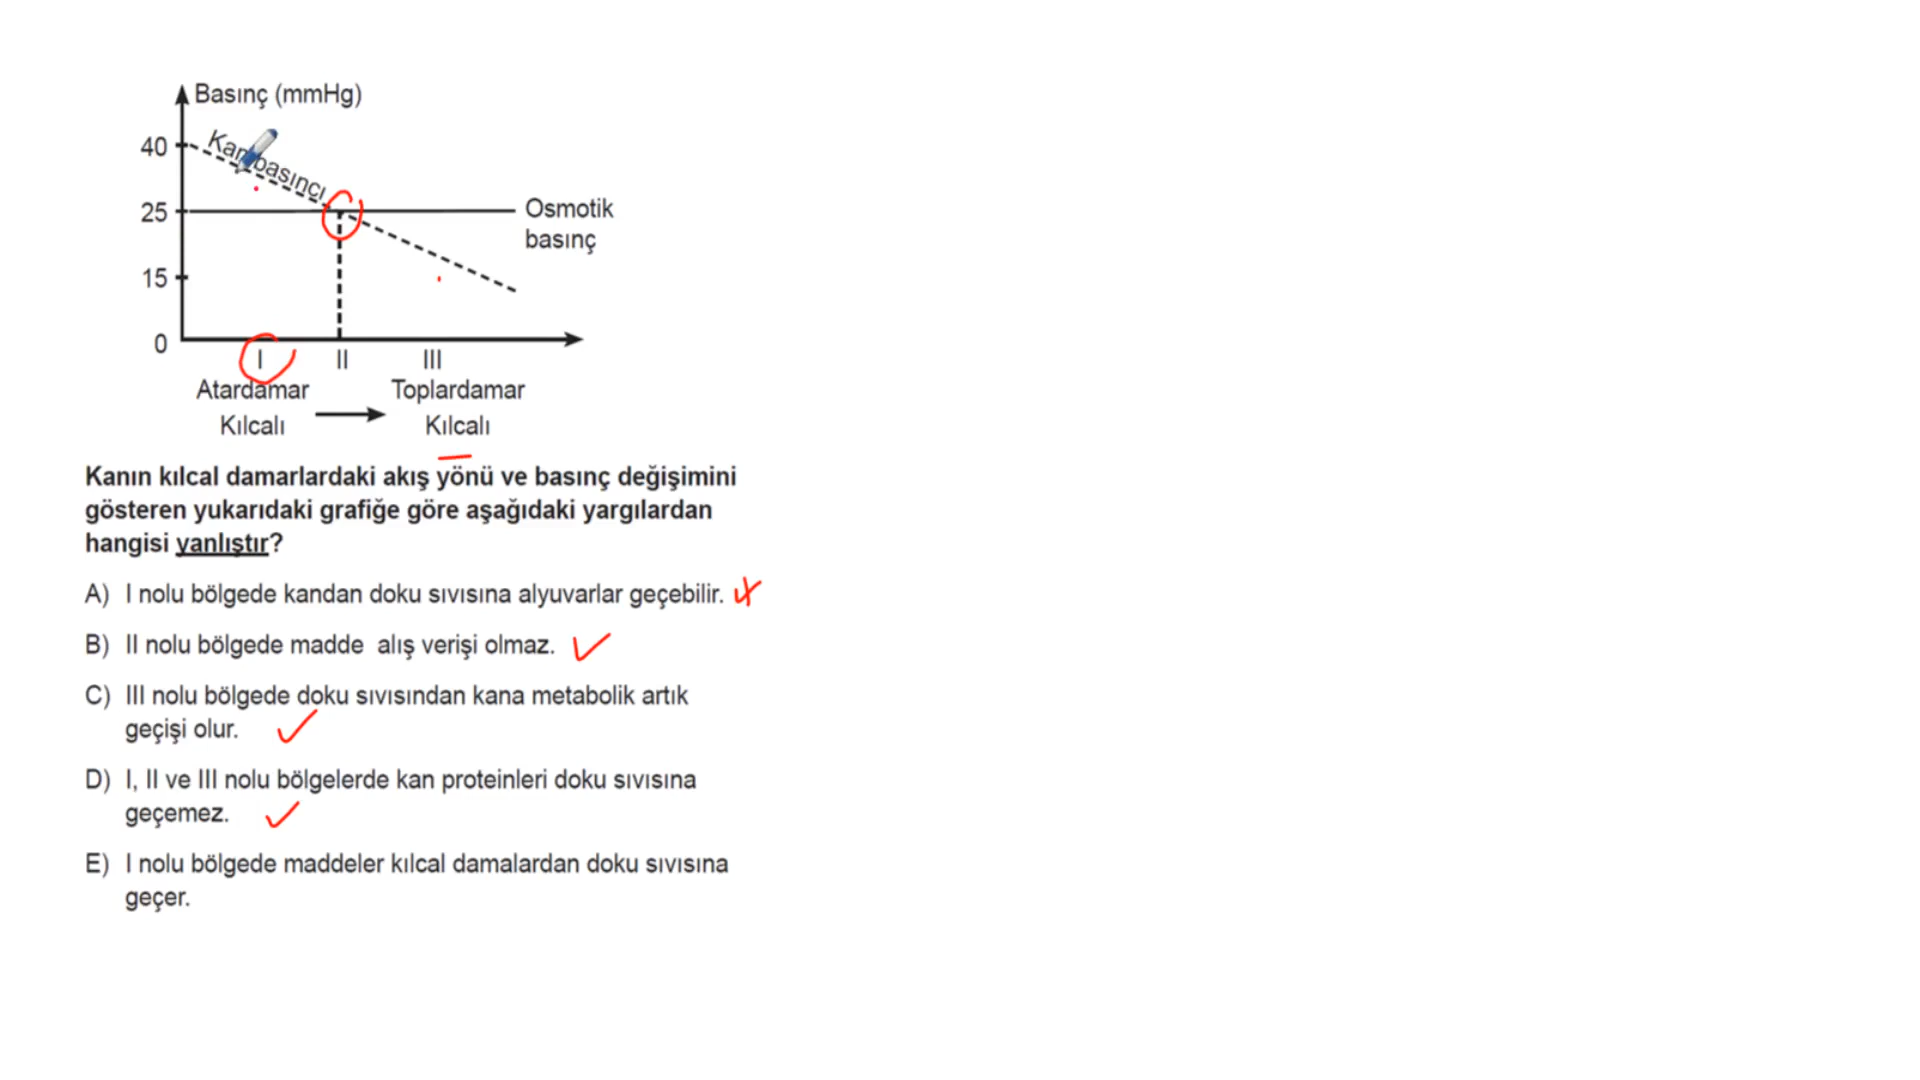 Basınç (mmHg)
40
Kan basıncı
25
Osmotik
basınç
15
0
I II III
Atardamar Toplardamar
Kılcalı Kılcalı
Kanın kılcal damarlardaki akış yönü ve basınç değişimini
gösteren yukarıdaki grafiğe göre aşağıdaki yargılardan
hangisi yanlıştır?
A) I nolu bölgede kandan doku sıvısına alyuvarlar geçebilir.
B) II nolu bölgede madde alış verişi olmaz.
C) III nolu bölgede doku sıvısından kana metabolik artık
geçişi olur.
D) I, II ve III nolu bölgelerde kan proteinleri doku sıvısına
geçemez.
E) I nolu bölgede maddeler kılcal damalardan doku sıvısına
geçer.